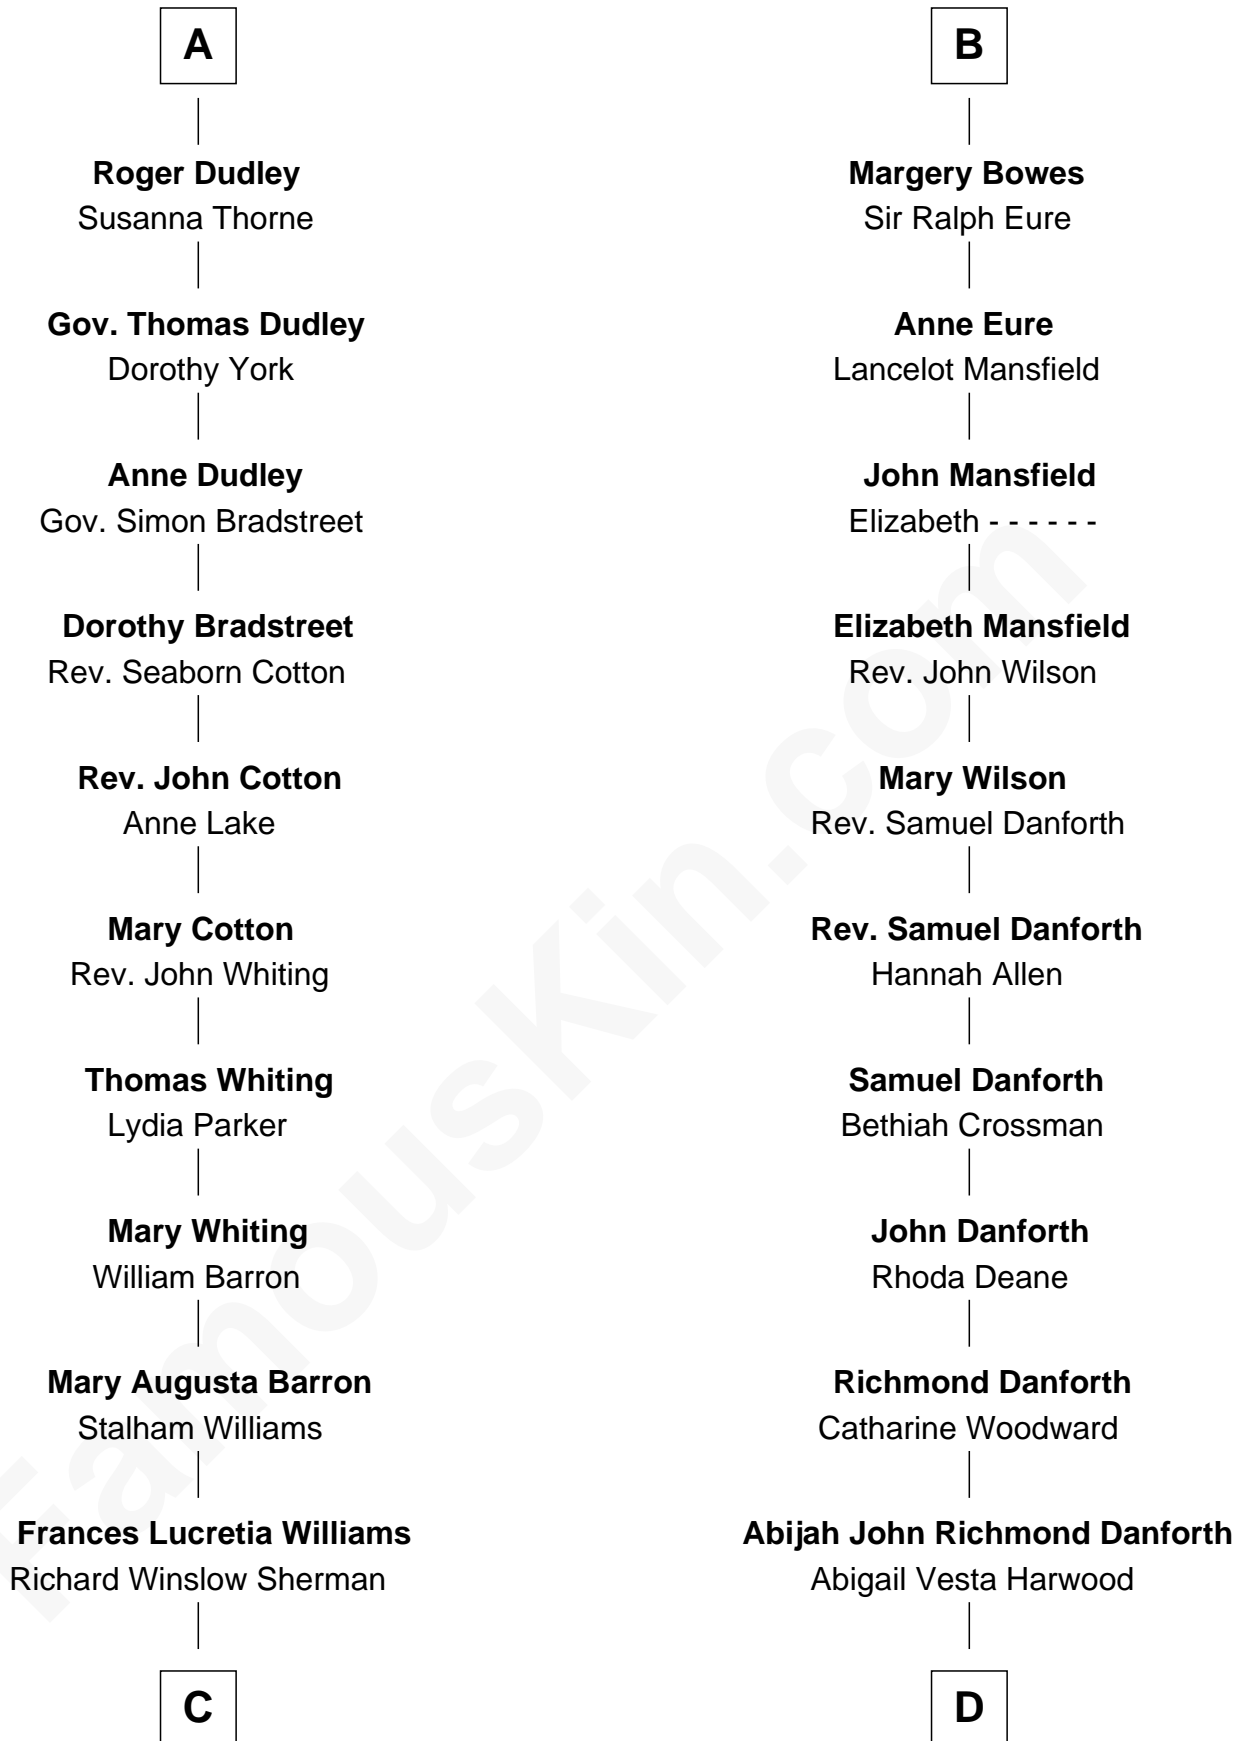 A
Roger Dudley
Susanna Thorne
Gov. Thomas Dudley
Dorothy York
Anne Dudley
Gov. Simon Bradstreet
Dorothy Bradstreet
Rev. Seaborn Cotton
Rev. John Cotton
Anne Lake
Mary Cotton
Rev. John Whiting
Thomas Whiting
Lydia Parker
Mary Whiting
William Barron
Mary Augusta Barron
Stalham Williams
Frances Lucretia Williams
Richard Winslow Sherman
C
B
Margery Bowes
Sir Ralph Eure
Anne Eure
Lancelot Mansfield
John Mansfield
Elizabeth - - - - - -
Elizabeth Mansfield
Rev. John Wilson
Mary Wilson
Rev. Samuel Danforth
Rev. Samuel Danforth
Hannah Allen
Samuel Danforth
Bethiah Crossman
John Danforth
Rhoda Deane
Richmond Danforth
Catharine Woodward
Abijah John Richmond Danforth
Abigail Vesta Harwood
D
FamousKin.com